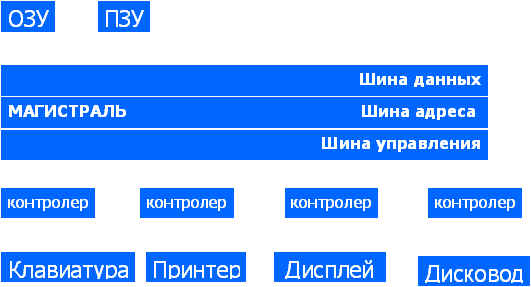 ОЗУ ПЗУ
Шина данных
МАГИСТРАЛЬ Шина адреса
Шина управления
контролер контролер контролер контролер
Клавиатура Принтер Дисплей Дисковод